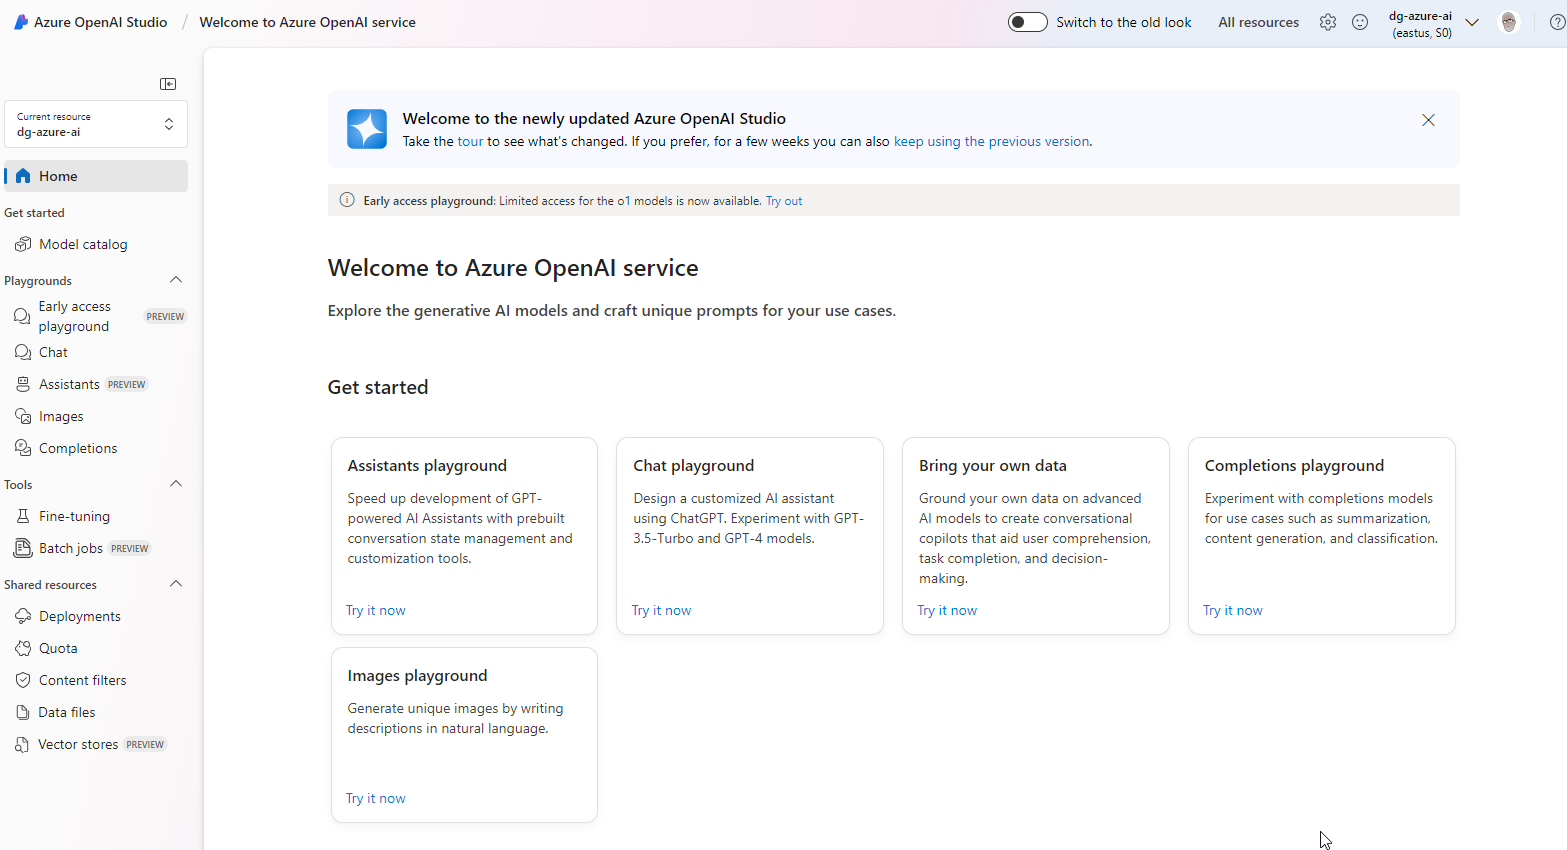 Azure OpenAI Studio / Welcome to Azure OpenAI service
Switch to the old look
All resources
dg-azure-ai
(eastus, S0)
Current resource
dg-azure-ai
Home
Get started
Model catalog
Playgrounds
Early access
playground
PREVIEW
Chat
Assistants PREVIEW
Images
Completions
Tools
Fine-tuning
Batch jobs PREVIEW
Shared resources
Deployments
Quota
Content filters
Data files
Vector stores PREVIEW
Welcome to the newly updated Azure OpenAI Studio
Take the tour to see what's changed. If you prefer, for a few weeks you can also keep using the previous version.
Early access playground: Limited access for the o1 models is now available. Try out
Welcome to Azure OpenAI service
Explore the generative AI models and craft unique prompts for your use cases.
Get started
Assistants playground
Speed up development of GPT-
powered AI Assistants with prebuilt
conversation state management and
customization tools.
Try it now
Chat playground
Design a customized AI assistant
using ChatGPT. Experiment with GPT-
3.5-Turbo and GPT-4 models.
Try it now
Bring your own data
Ground your own data on advanced
AI models to create conversational
copilots that aid user comprehension,
task completion, and decision-
making.
Try it now
Completions playground
Experiment with completions models
for use cases such as summarization,
content generation, and classification.
Try it now
Images playground
Generate unique images by writing
descriptions in natural language.
Try it now